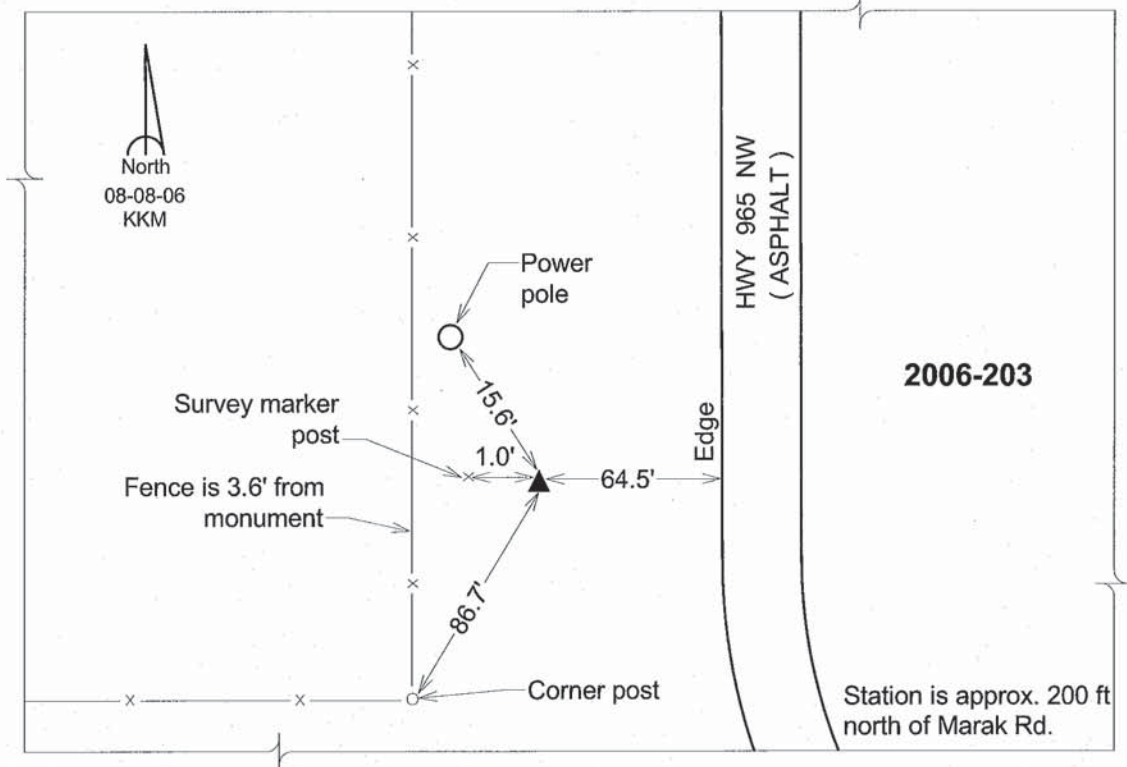 North
08-08-06
KKM
HWY 965 NW
( ASPHALT )
Power
pole
2006-203
15.6'
Survey marker
post
1.0'
Edge
64.5'
Fence is 3.6' from
monument
86.7'
Corner post
Station is approx. 200 ft
north of Marak Rd.